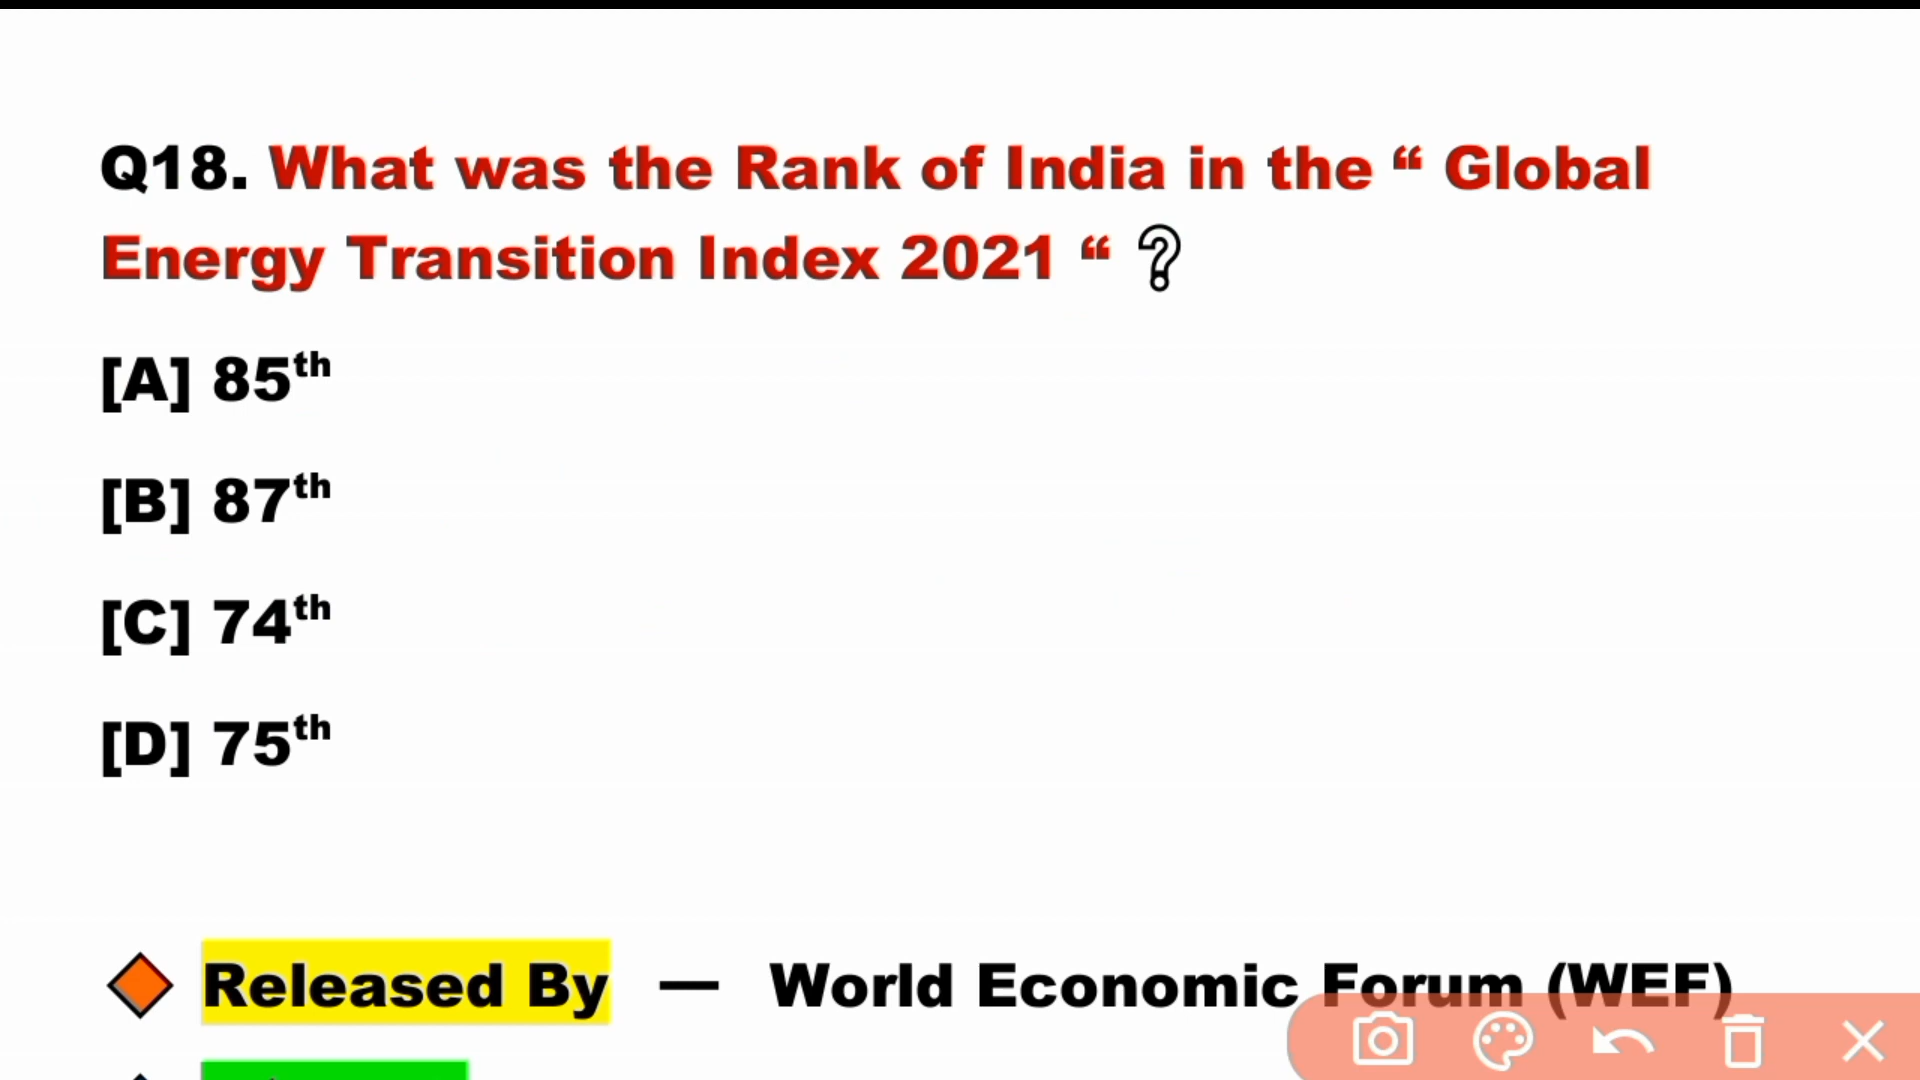 Q18. What was the Rank of India in the “ Global
Energy Transition Index 2021 “ ?
[A] 85th
[B] 87th
[C] 74th
[D] 75th
Released By — World Economic Forum (WEF)